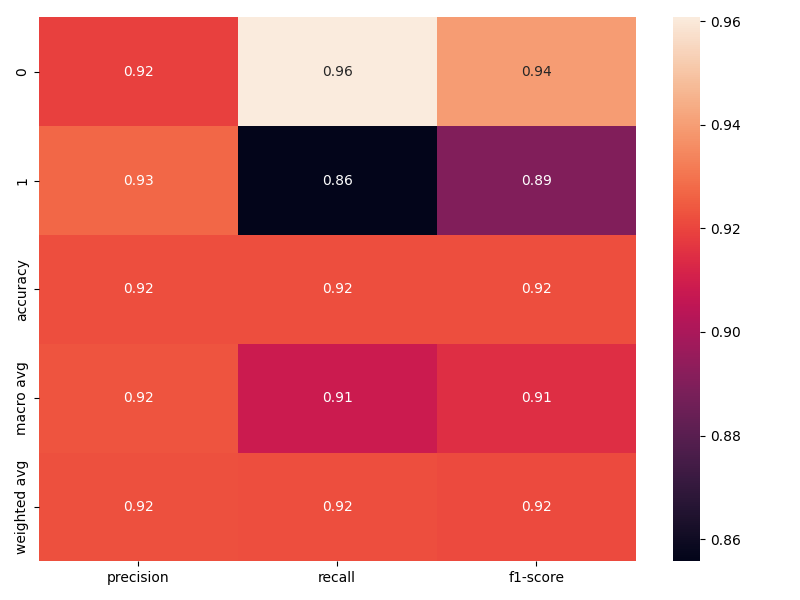 0 0.92 0.96 0.94
1 0.93 0.86 0.89
accuracy 0.92 0.92 0.92
macro avg 0.92 0.91 0.91
weighted avg 0.92 0.92 0.92
precision recall f1-score
0.96
0.94
0.92
0.90
0.88
0.86